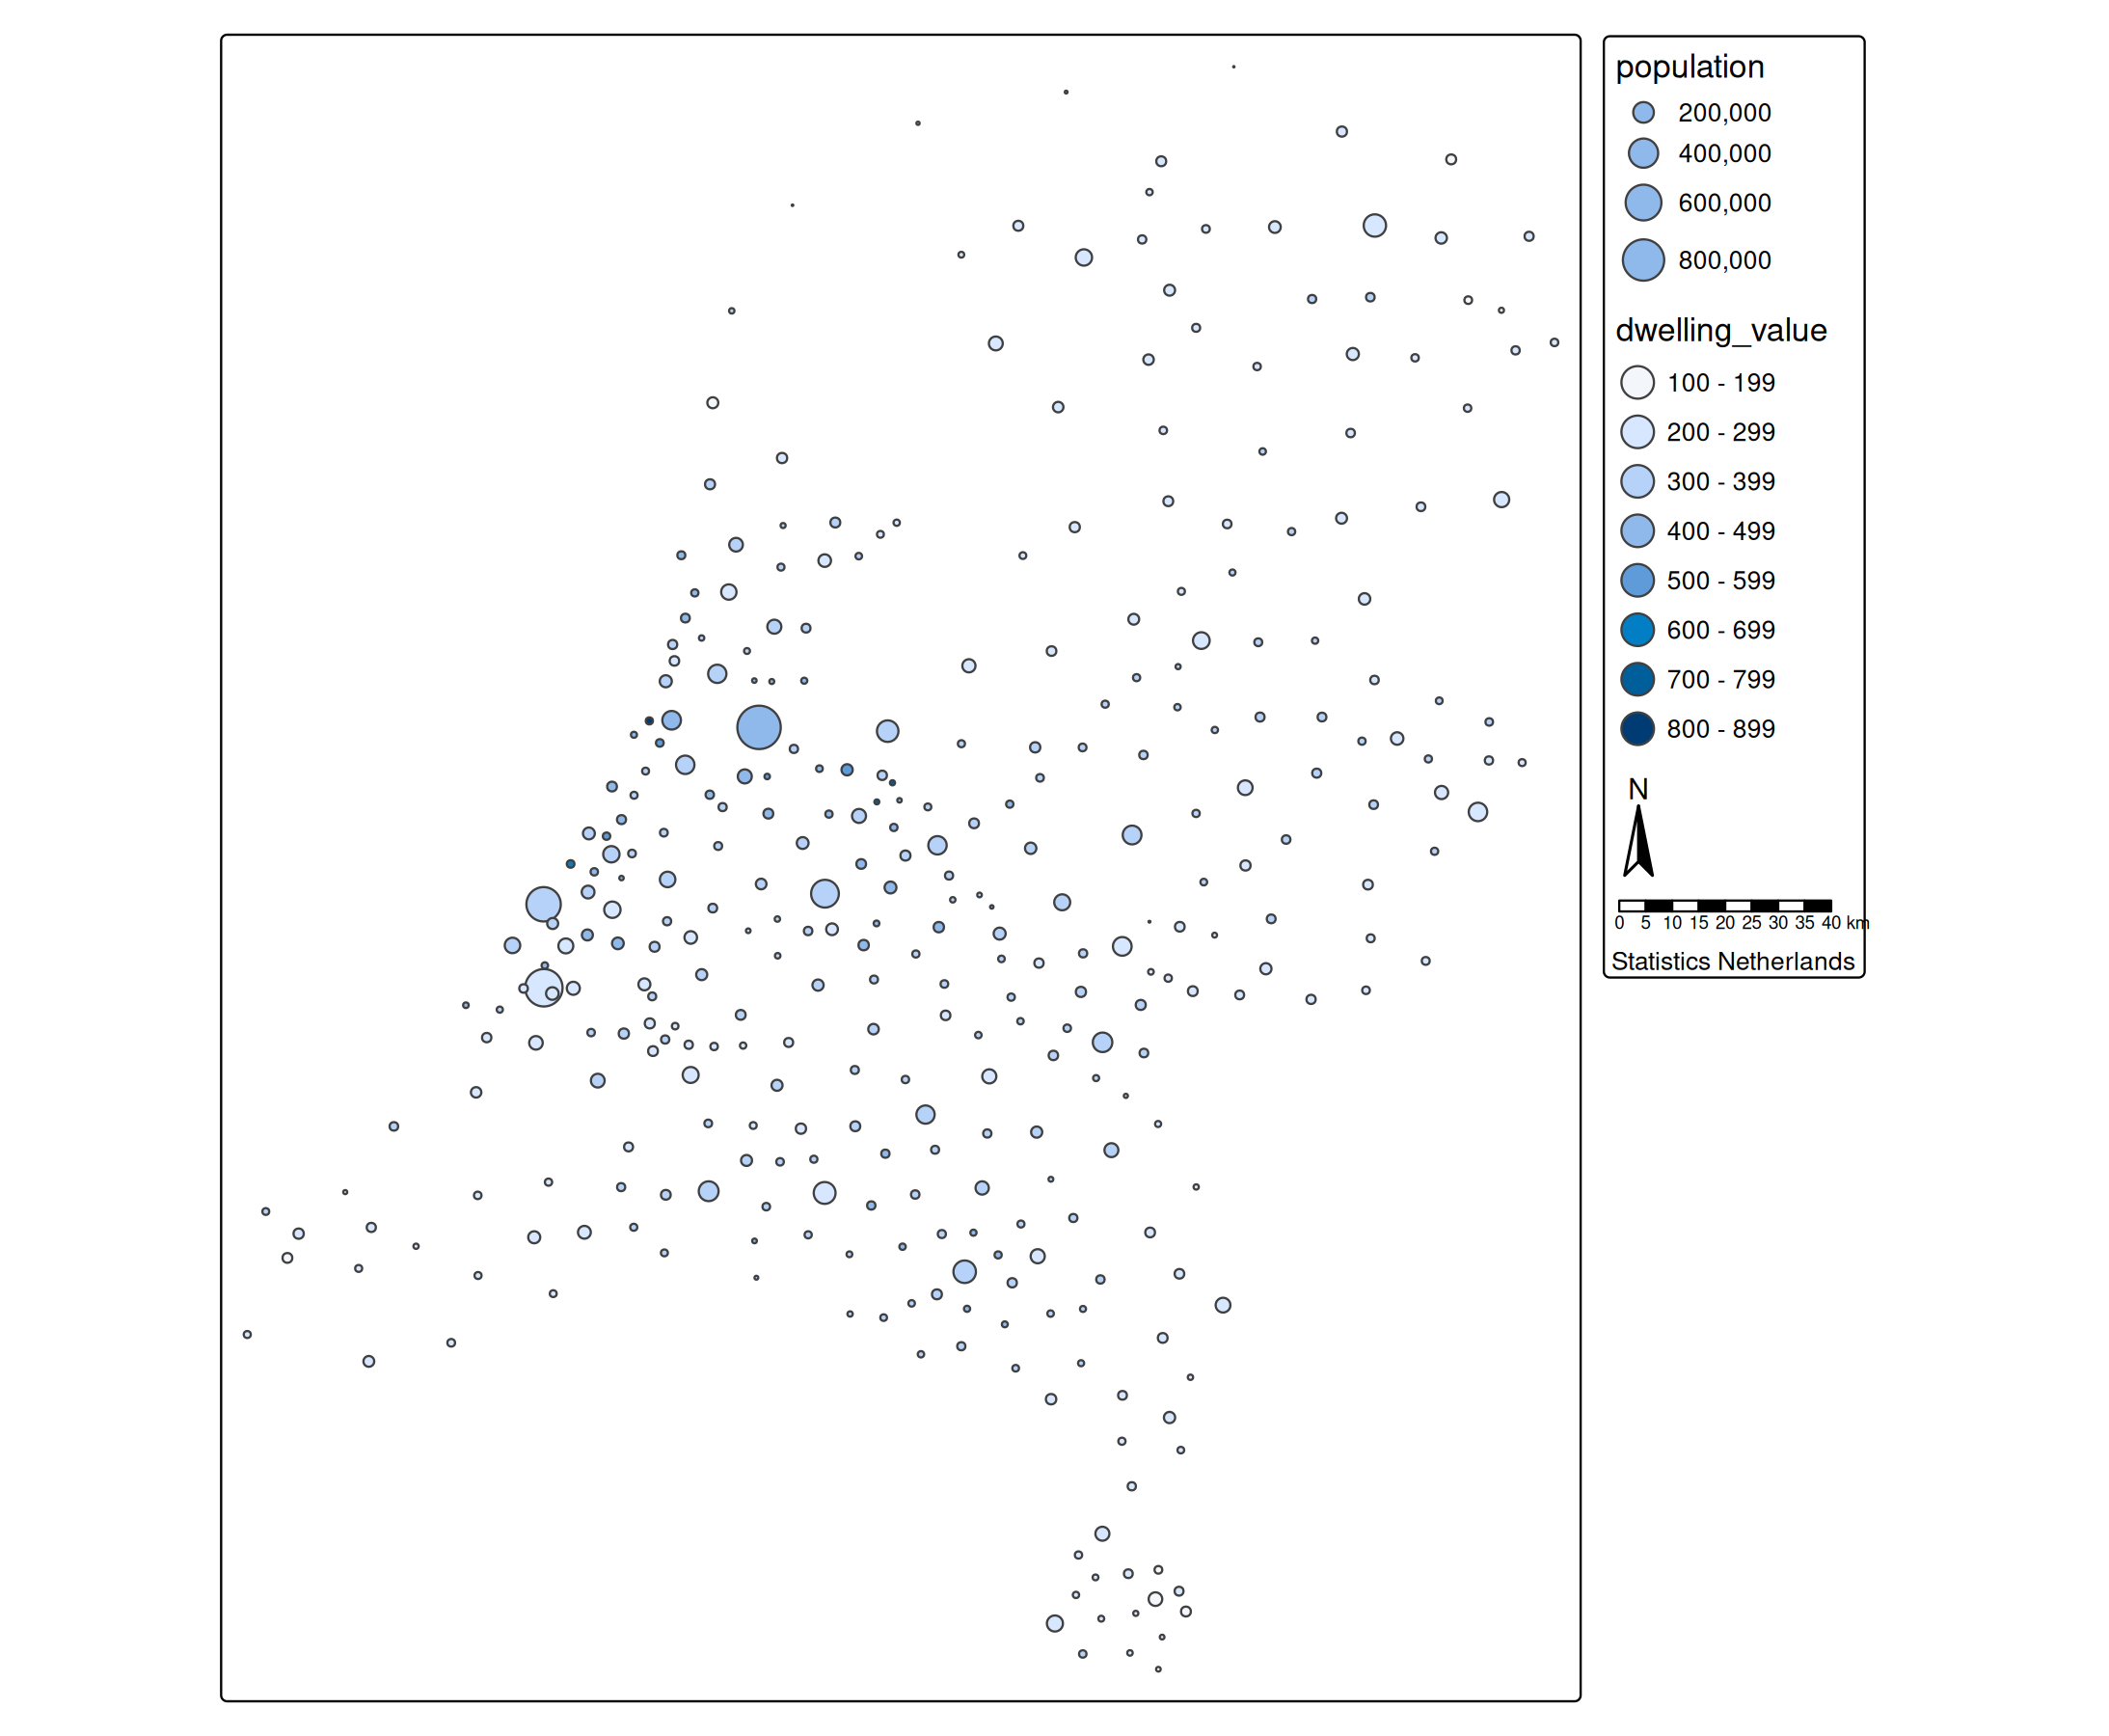 population
200,000
400,000
600,000
800,000
dwelling_value
100 - 199
200 - 299
300 - 399
400 - 499
500 - 599
600 - 699
700 - 799
800 - 899
N
0 5 10 15 20 25 30 35 40 km
Statistics Netherlands